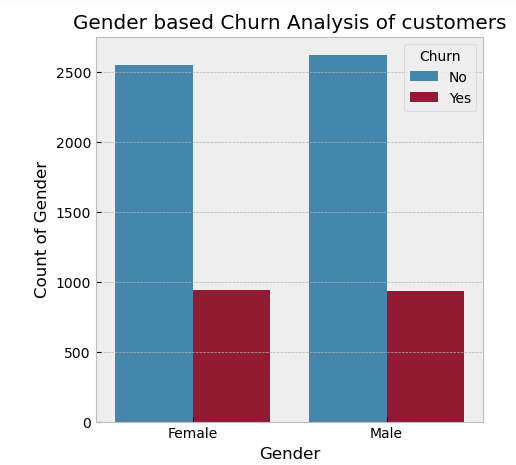 Gender based Churn Analysis of customers
Churn
No
Yes
2500
2000
1500
1000
500
0
Count of Gender
Female
Male
Gender